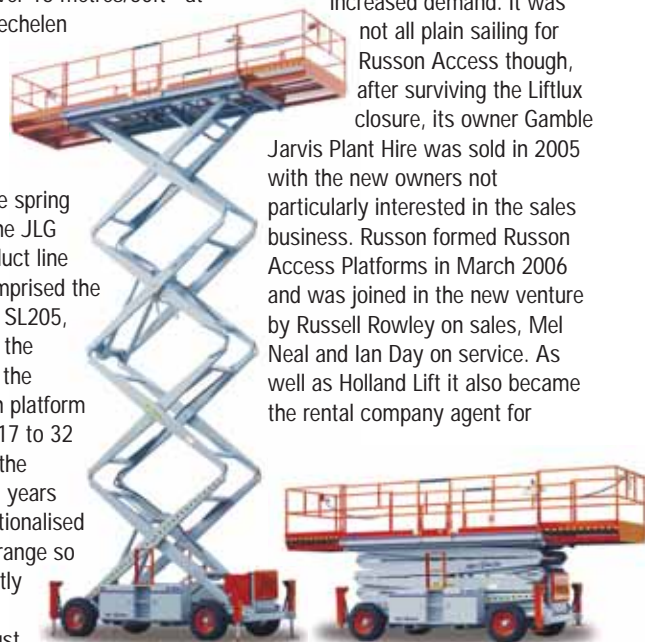 echelen
e spring
he JLG
uct line
mprised the
SL205,
the
the
n platform
17 to 32
the
years
tionalised
range so
tly
increased demand. It was
not all plain sailing for
Russon Access though,
after surviving the Liftlux
closure, its owner Gamble
Jarvis Plant Hire was sold in 2005
with the new owners not
particularly interested in the sales
business. Russon formed Russon
Access Platforms in March 2006
and was joined in the new venture
by Russell Rowley on sales, Mel
Neal and Ian Day on service. As
well as Holland Lift it also became
the rental company agent for